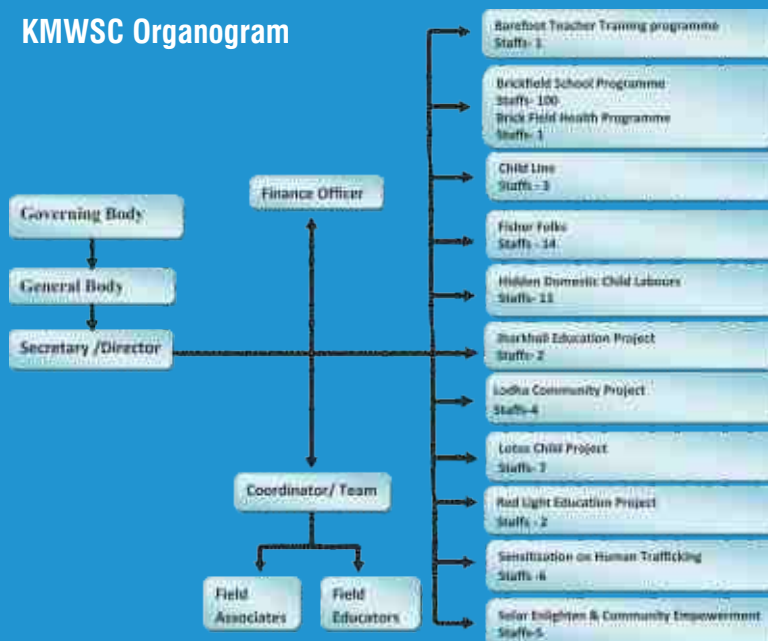 KMWSC Organogram
Governing Body
General Body
Secretary /Director
Finance Officer
Coordinator/ Team
Field
Associates
Field
Educators
Barefoot Teacher Training programme
Staffs- 1
Brickfield School Programme
Staffs- 100
Brick Field Health Programme
Staffs- 1
Child Line
Staffs - 3
Fisher Folks
Staffs - 14
Hidden Domestic Child Labours
Staffs- 13
Jharkhali Education Project
Staffs- 2
Lodha Community Project
Staffs-4
Lotus Child Project
Staffs- 7
Red Light Education Project
Staffs - 2
Sensitization on Human Trafficking
Staffs -6
Solar Enlighten & Community Empowerment
Staffs-5